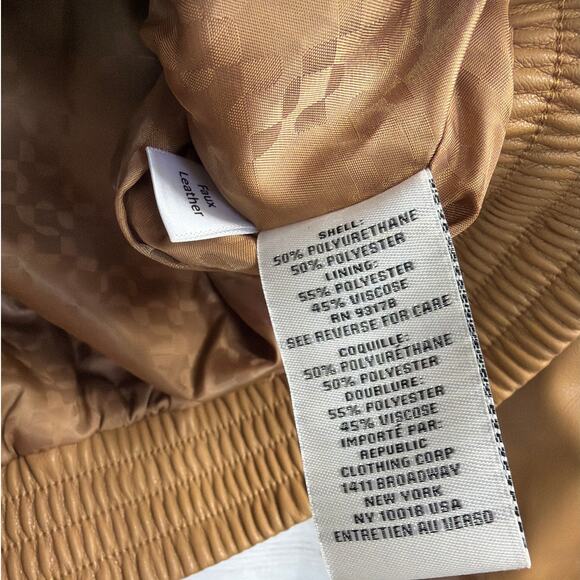 Faux
Leather
SHELL:
50% POLYURETHANE
50% POLYESTER
LINING:
55% POLYESTER
45% VISCOSE
RN 93178
SEE REVERSE FOR CARE
COQUILLE:
50% POLYURÉTHANE
50% POLYESTER
DOUBLURE:
55% POLYESTER
45% VISCOSE
IMPORTÉ PAR:
REPUBLIC
CLOTHING CORP
1411 BROADWAY
NEW YORK
NY 10018 USA
ENTRETIEN AU VERSO